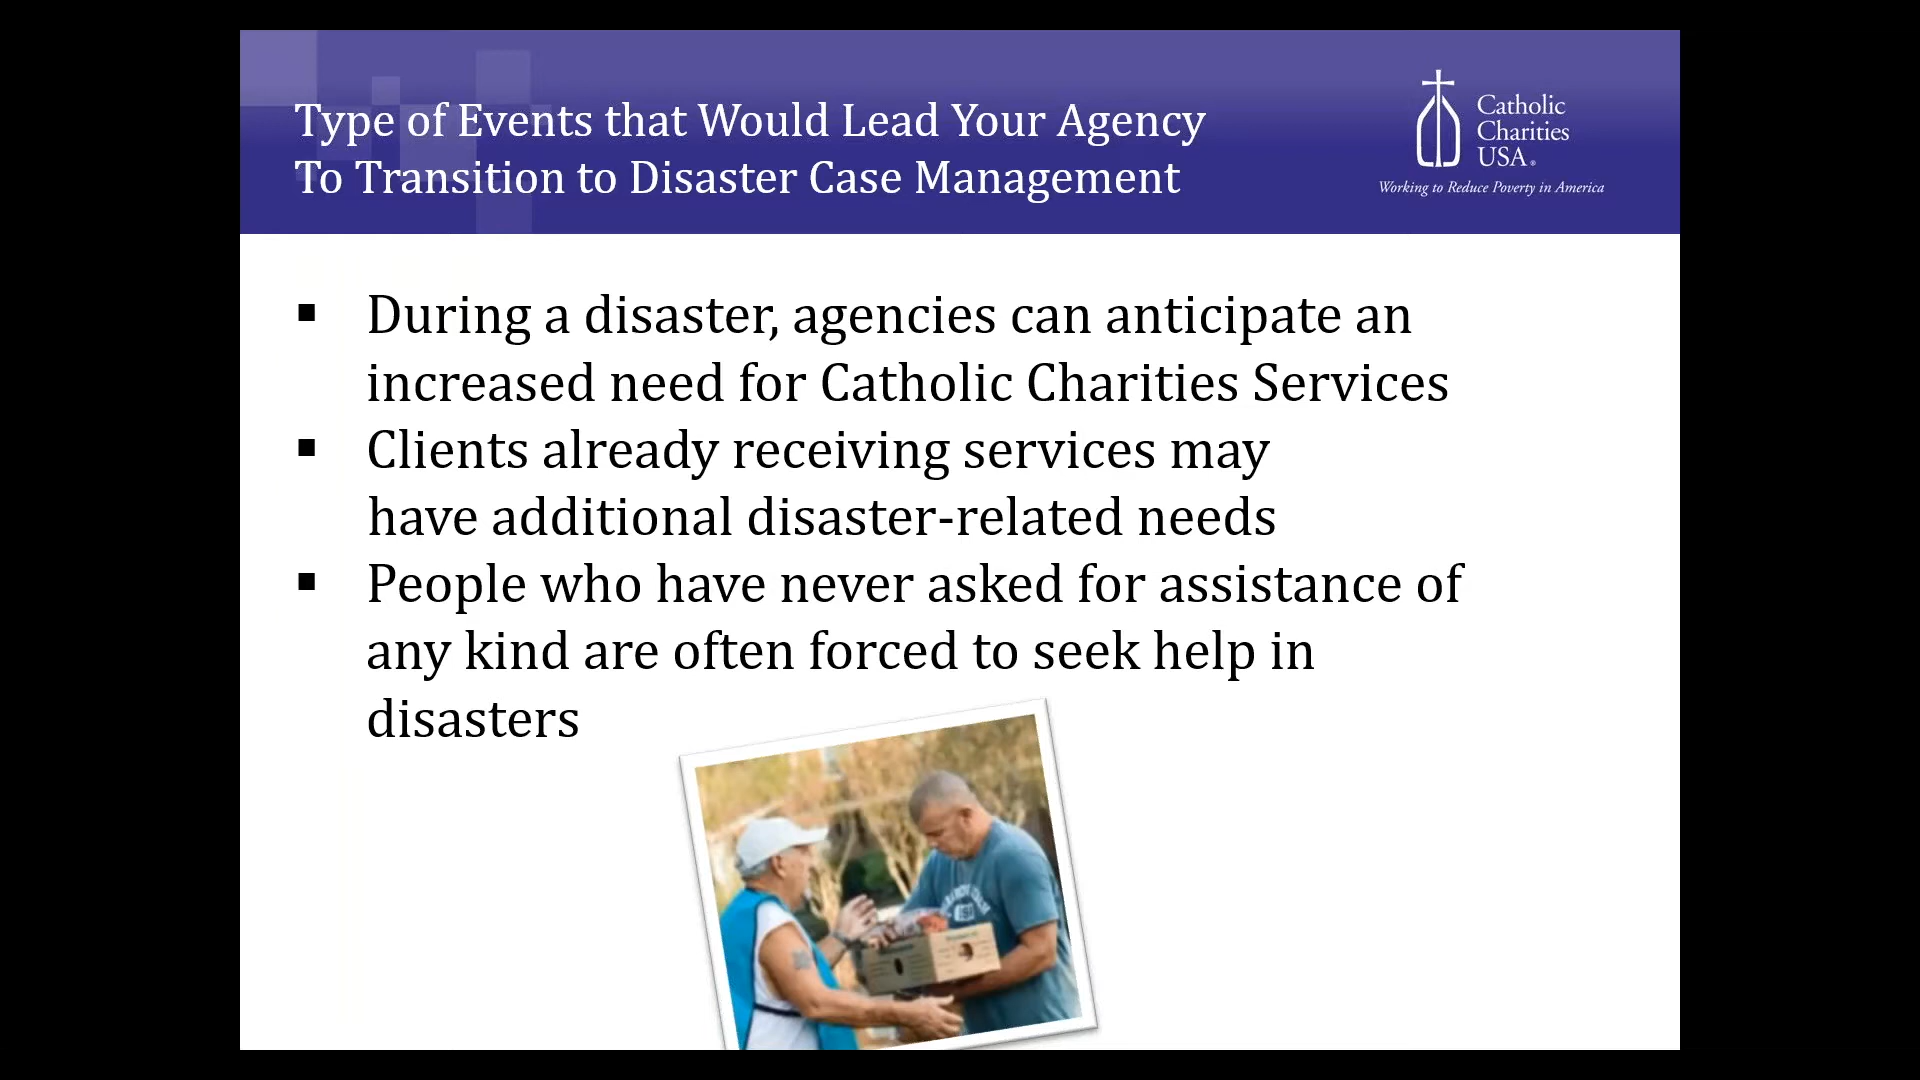 Type of Events that Would Lead Your Agency
To Transition to Disaster Case Management
Catholic
Charities
USA®
Working to Reduce Poverty in America
▪ During a disaster, agencies can anticipate an
increased need for Catholic Charities Services
▪ Clients already receiving services may
have additional disaster-related needs
▪ People who have never asked for assistance of
any kind are often forced to seek help in
disasters